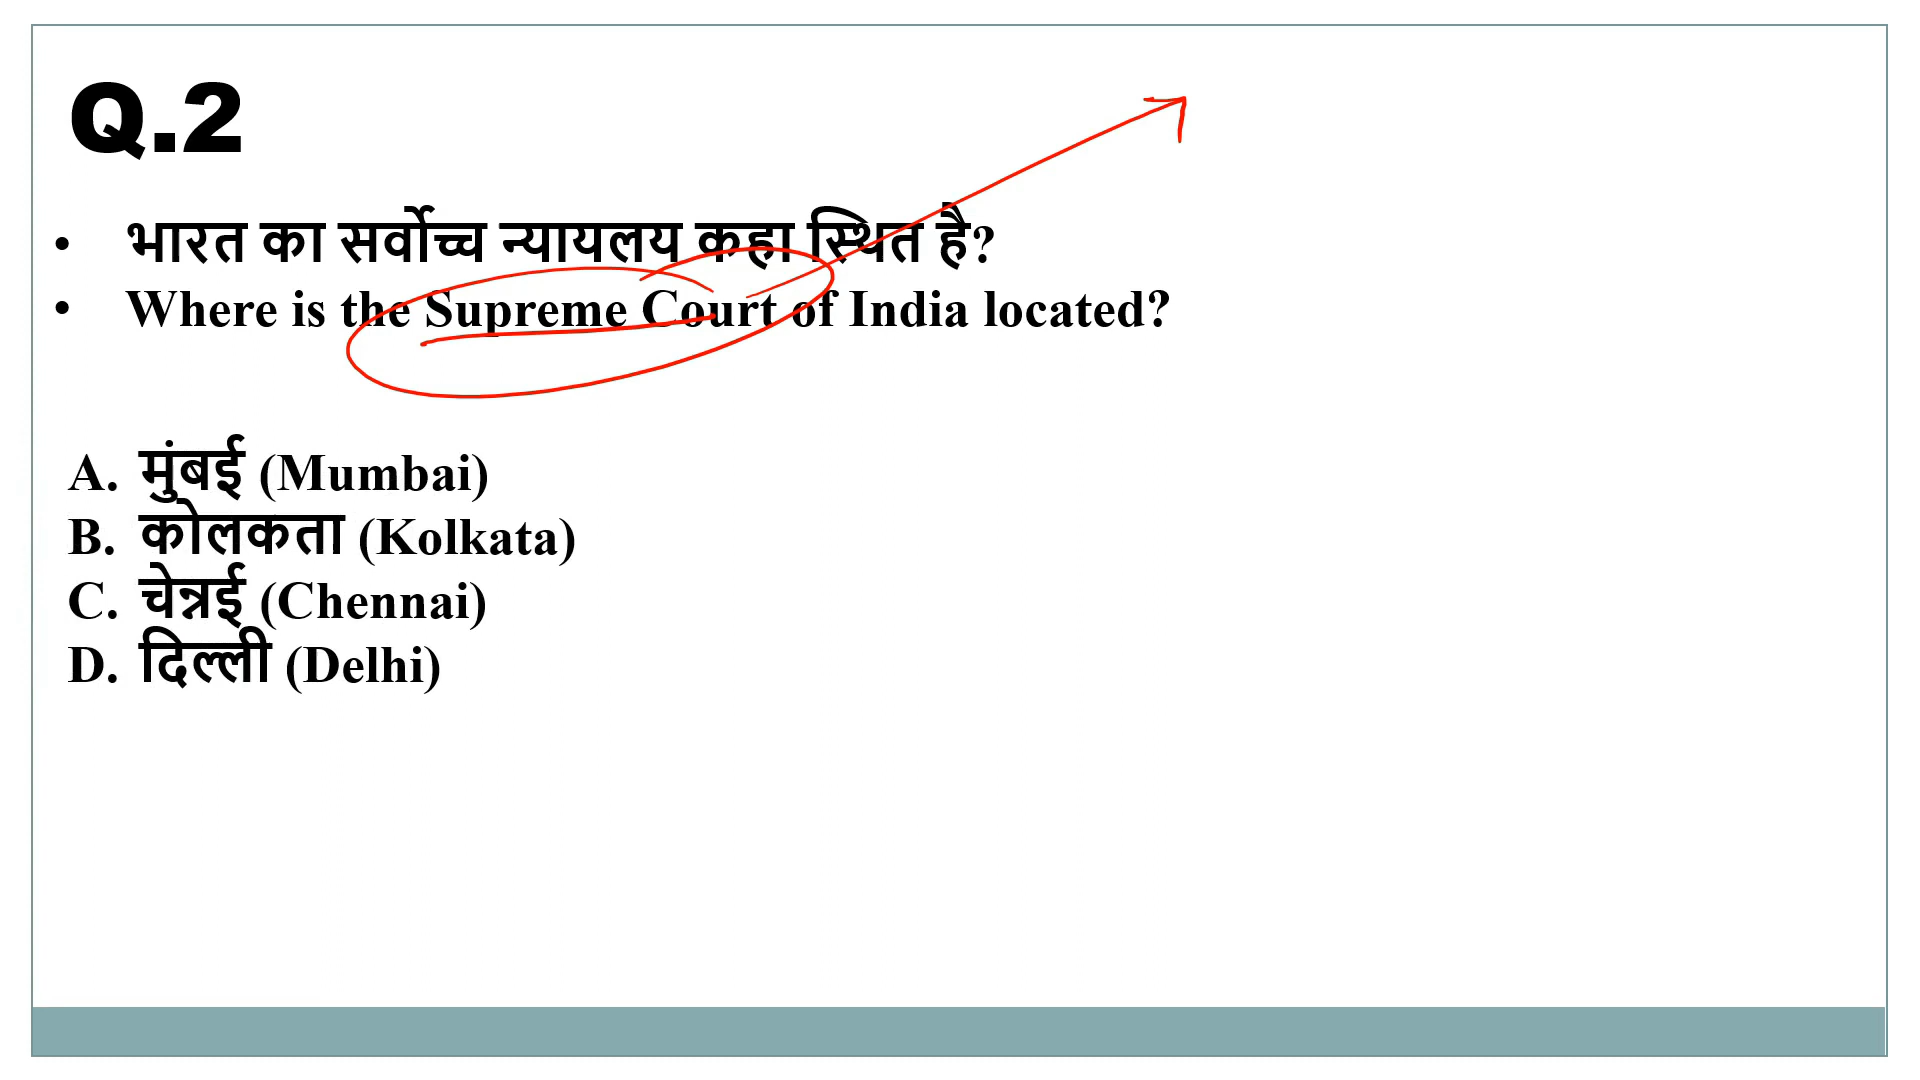 Q.2
• भारत का सर्वोच्च न्यायलय कहा स्थित है?
• Where is the Supreme Court of India located?
A. मुंबई (Mumbai)
B. कोलकता (Kolkata)
C. चेन्नई (Chennai)
D. दिल्ली (Delhi)